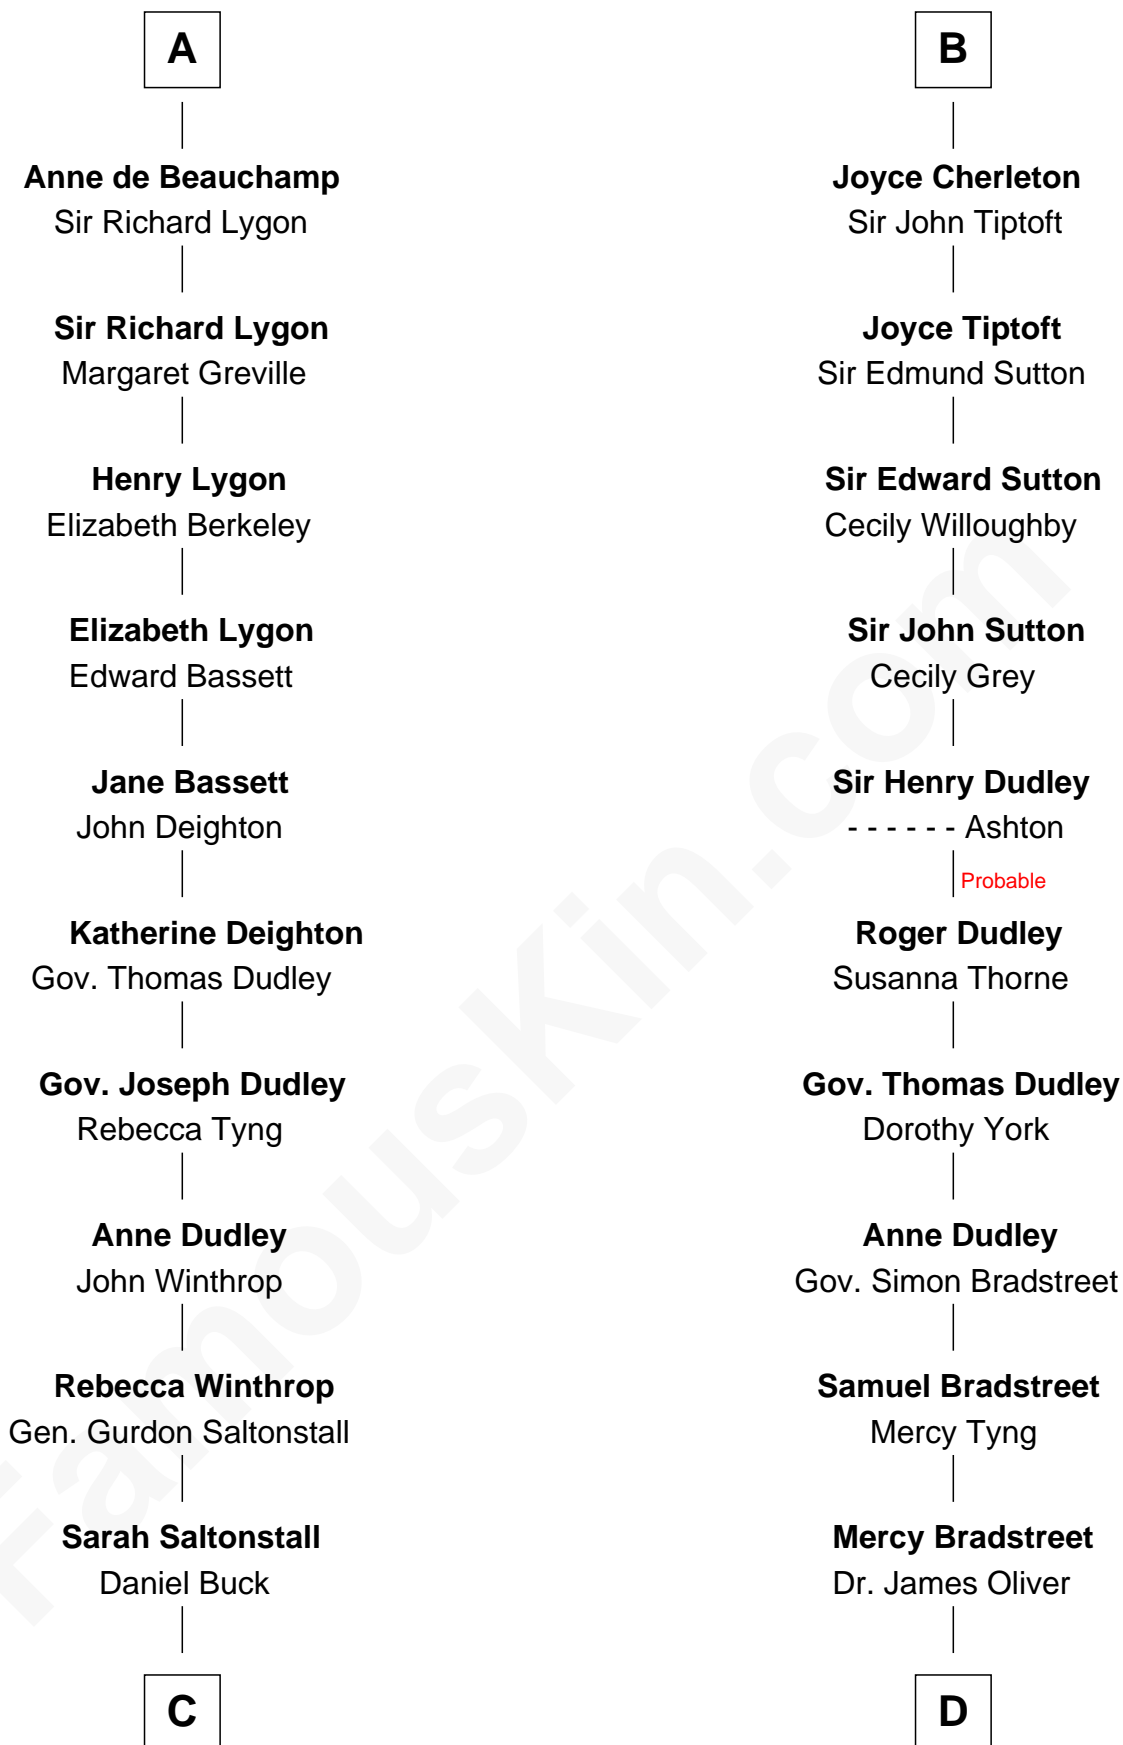 A
Anne de Beauchamp
Sir Richard Lygon
Sir Richard Lygon
Margaret Greville
Henry Lygon
Elizabeth Berkeley
Elizabeth Lygon
Edward Bassett
Jane Bassett
John Deighton
Katherine Deighton
Gov. Thomas Dudley
Gov. Joseph Dudley
Rebecca Tyng
Anne Dudley
John Winthrop
Rebecca Winthrop
Gen. Gurdon Saltonstall
Sarah Saltonstall
Daniel Buck
C
B
Joyce Cherleton
Sir John Tiptoft
Joyce Tiptoft
Sir Edmund Sutton
Sir Edward Sutton
Cecily Willoughby
Sir John Sutton
Cecily Grey
Sir Henry Dudley
- - - - - - Ashton
Probable
Roger Dudley
Susanna Thorne
Gov. Thomas Dudley
Dorothy York
Anne Dudley
Gov. Simon Bradstreet
Samuel Bradstreet
Mercy Tyng
Mercy Bradstreet
Dr. James Oliver
D
FamousKin.com